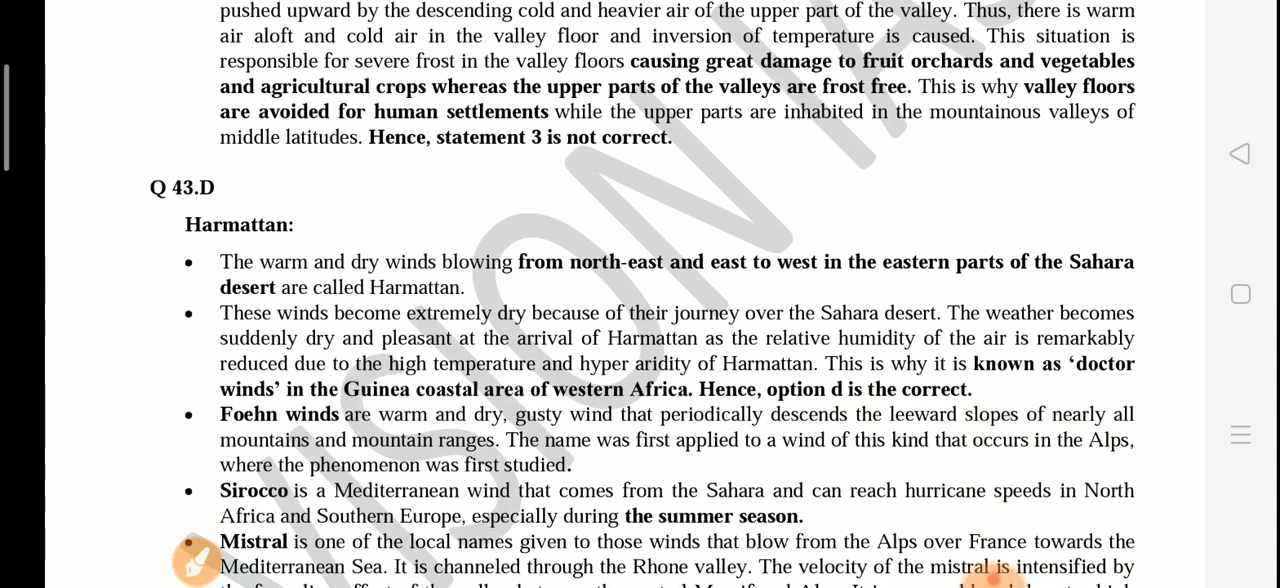 pushed upward by the descending cold and heavier air of the upper part of the valley. Thus, there is warm
air aloft and cold air in the valley floor and inversion of temperature is caused. This situation is
responsible for severe frost in the valley floors causing great damage to fruit orchards and vegetables
and agricultural crops whereas the upper parts of the valleys are frost free. This is why valley floors
are avoided for human settlements while the upper parts are inhabited in the mountainous valleys of
middle latitudes. Hence, statement 3 is not correct.
Q 43.D
Harmattan:
• The warm and dry winds blowing from north-east and east to west in the eastern parts of the Sahara
desert are called Harmattan.
• These winds become extremely dry because of their journey over the Sahara desert. The weather becomes
suddenly dry and pleasant at the arrival of Harmattan as the relative humidity of the air is remarkably
reduced due to the high temperature and hyper aridity of Harmattan. This is why it is known as ‘doctor
winds’ in the Guinea coastal area of western Africa. Hence, option d is the correct.
• Foehn winds are warm and dry, gusty wind that periodically descends the leeward slopes of nearly all
mountains and mountain ranges. The name was first applied to a wind of this kind that occurs in the Alps,
where the phenomenon was first studied.
• Sirocco is a Mediterranean wind that comes from the Sahara and can reach hurricane speeds in North
Africa and Southern Europe, especially during the summer season.
• Mistral is one of the local names given to those winds that blow from the Alps over France towards the
Mediterranean Sea. It is channeled through the Rhone valley. The velocity of the mistral is intensified by
VISION IAS